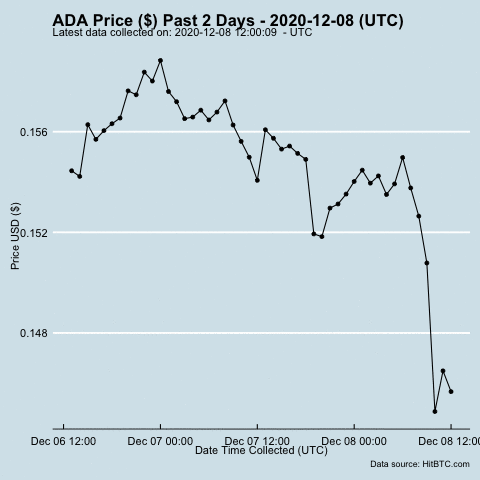 ADA Price ($) Past 2 Days - 2020-12-08 (UTC)
Latest data collected on: 2020-12-08 12:00:09 - UTC
0.156
0.152
0.148
Price USD ($)
Dec 06 12:00 Dec 07 00:00 Dec 07 12:00 Dec 08 00:00 Dec 08 12:00
Date Time Collected (UTC)
Data source: HitBTC.com